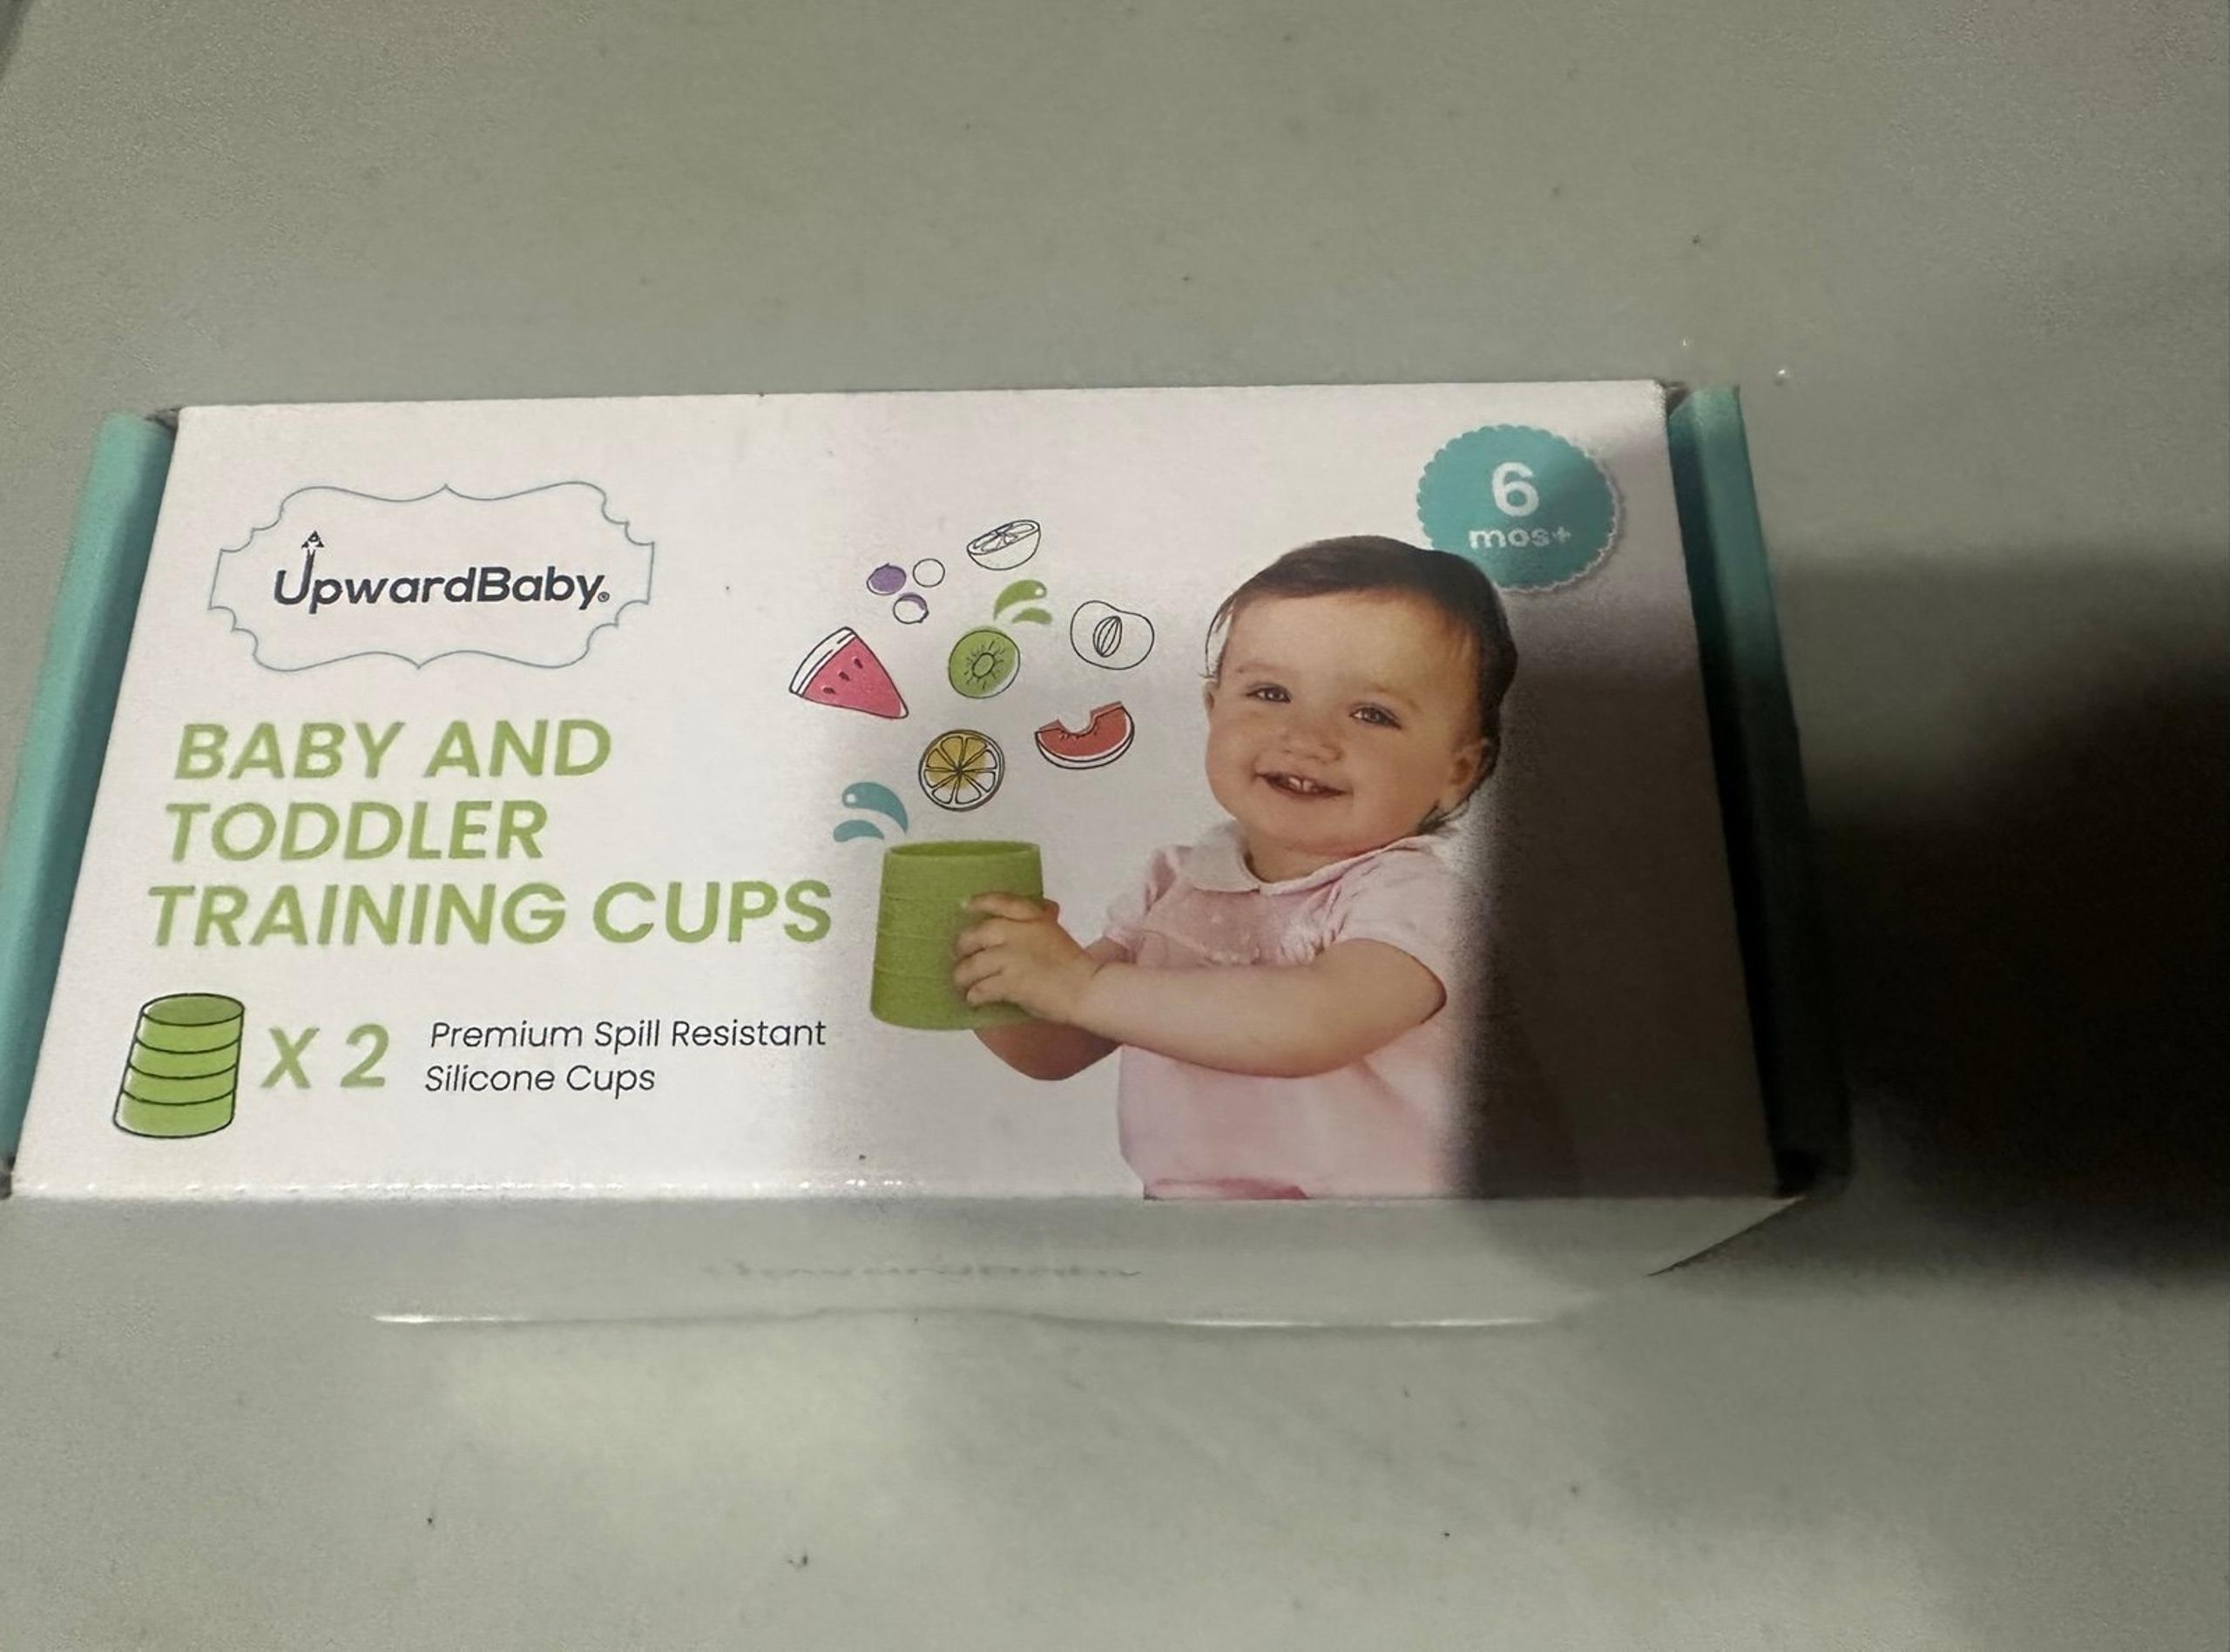 UpwardBaby®
6
mos+
BABY AND
TODDLER
TRAINING CUPS
X 2
Premium Spill Resistant
Silicone Cups